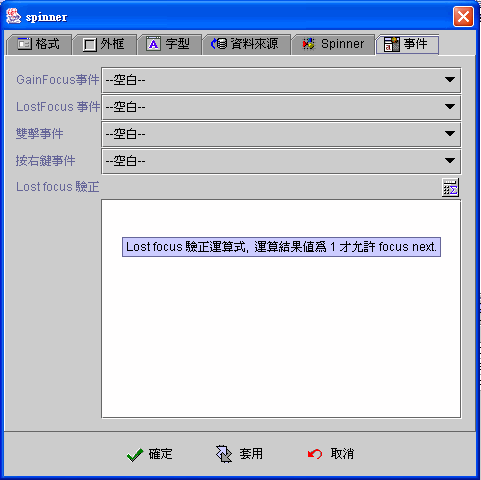 spinner
格式 外框 字型 資料來源 Spinner 事件
GainFocus事件 --空白--
LostFocus 事件 --空白--
雙擊事件 --空白--
按右鍵事件 --空白--
Lost focus 驗正
Lost focus 驗正運算式, 運算結果值為 1 才允許 focus next.
確定 套用 取消